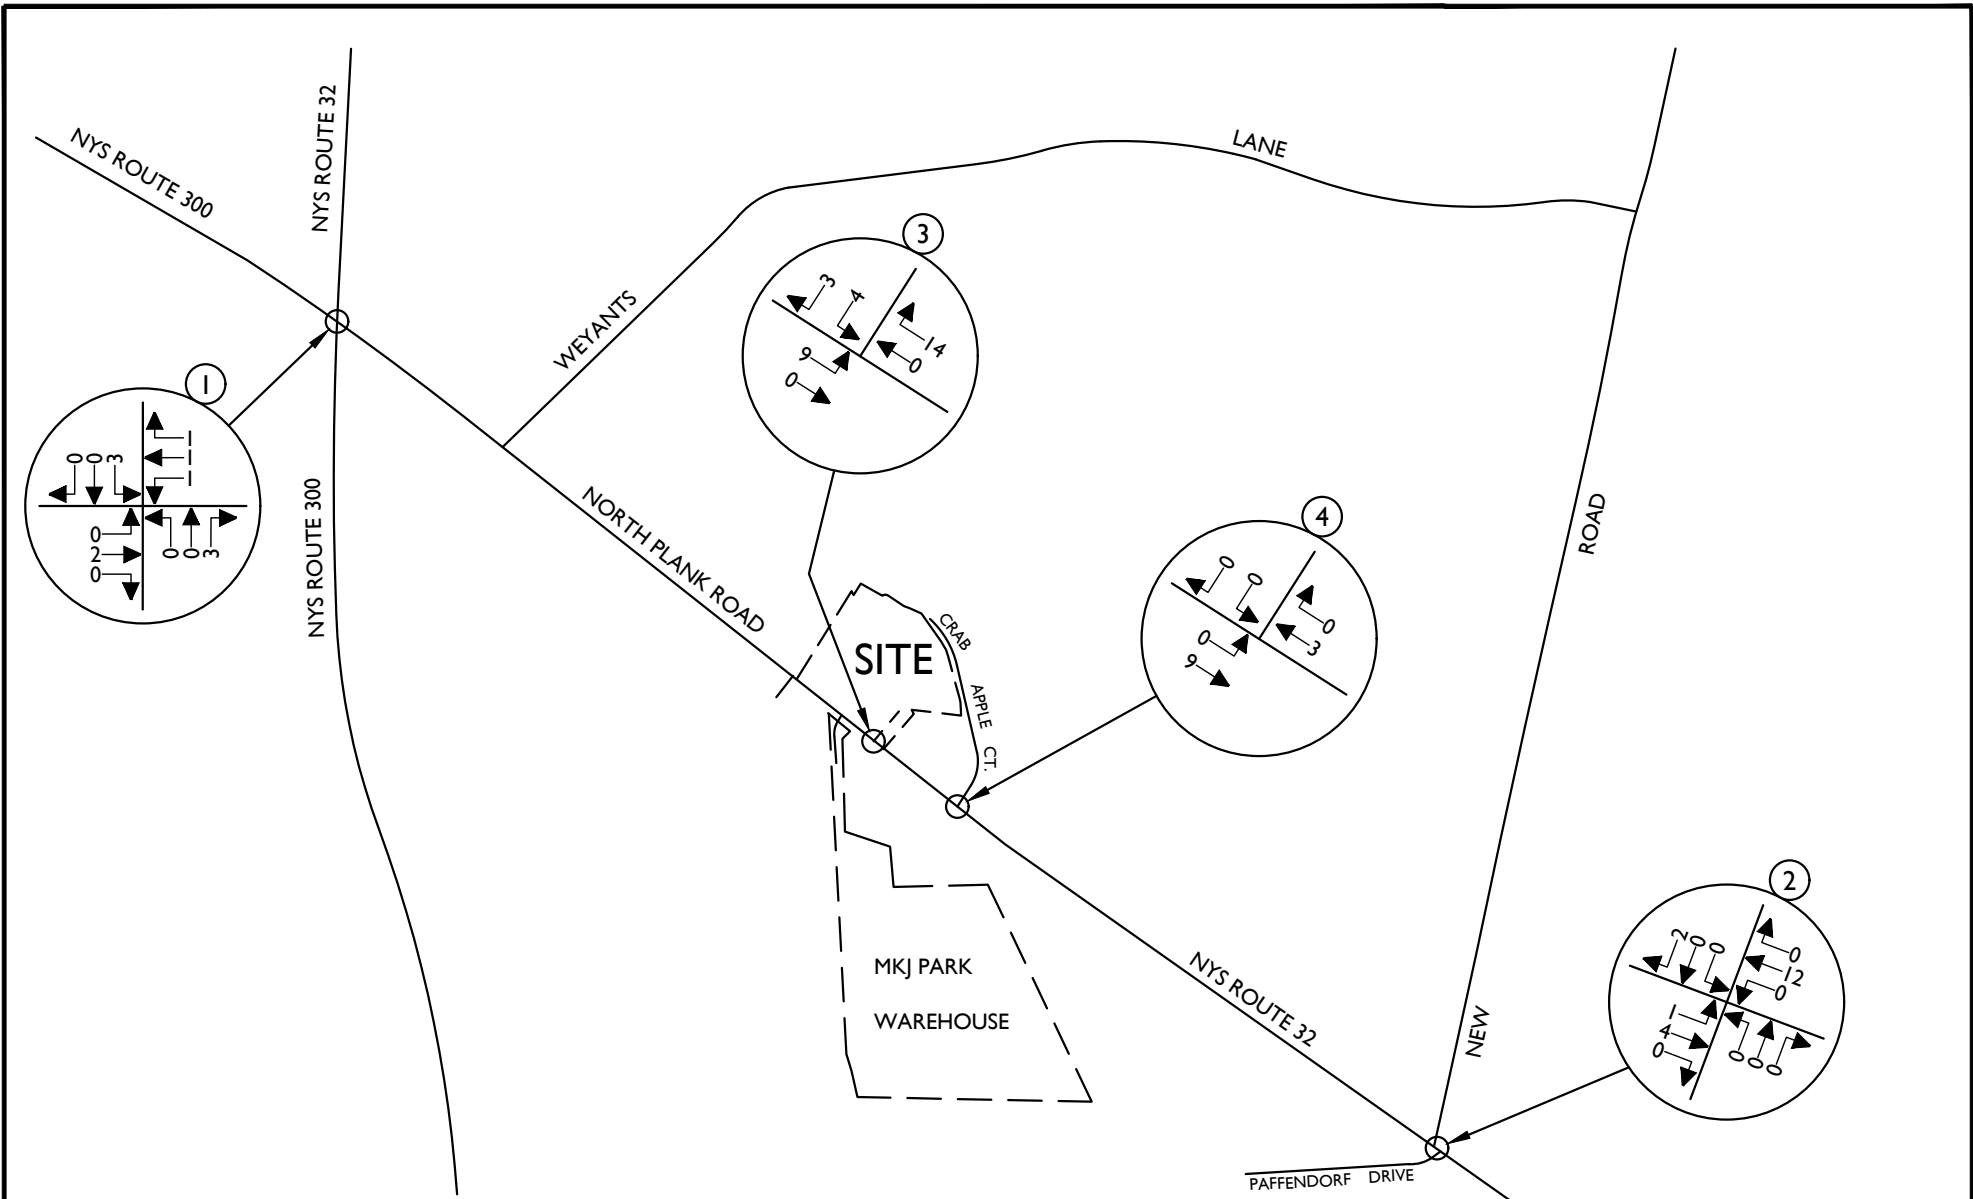 NYS ROUTE 32
NYS ROUTE 300
LANE
3
3
4
14
9
0
0
WEYANTS
1
1
1
1
0
0
3
0
2
0
0
0
3
NYS ROUTE 300
NORTH PLANK ROAD
ROAD
4
0
0
0
0
3
9
SITE
CRAB
APPLE
CT.
MKJ PARK
WAREHOUSE
NYS ROUTE 32
NEW
2
2
0
0
0
12
0
1
4
0
0
0
0
PAFFENDORF DRIVE